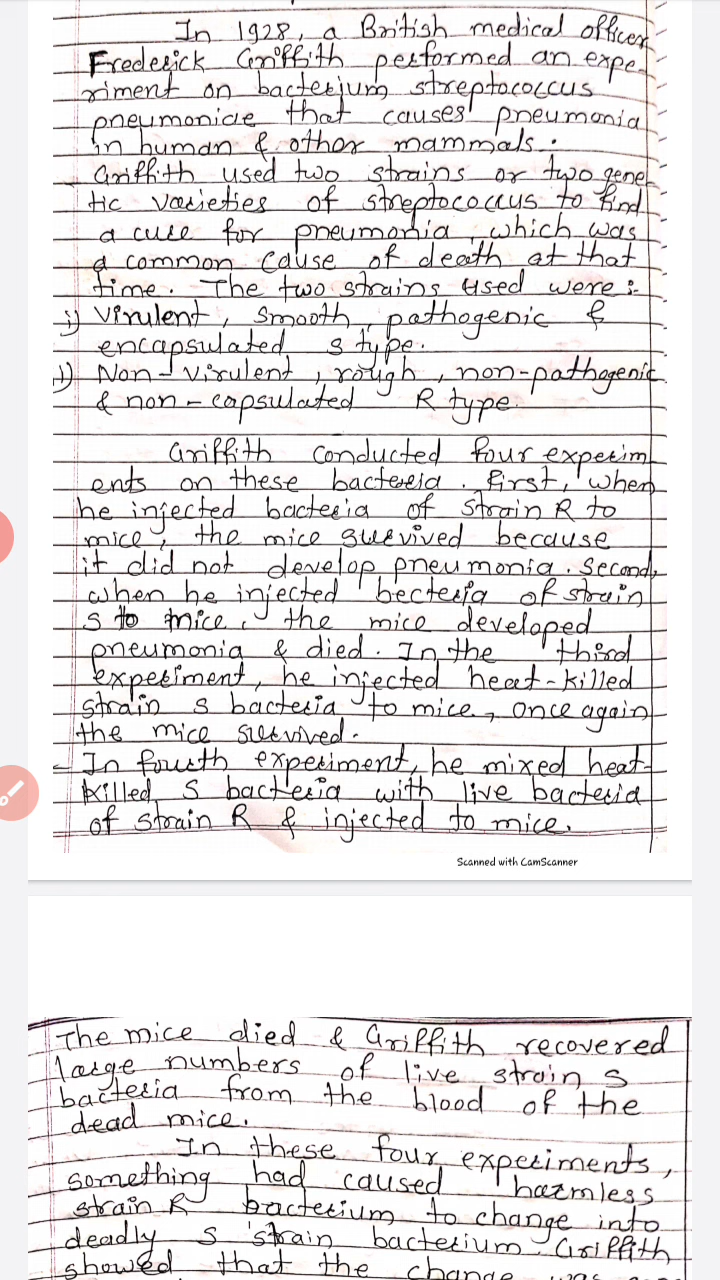 In 1928, a British medical officer
Frederick Griffith performed an expe-
riment on bacterium streptococcus
pneumoniae that causes pneumonia
in human & other mammals.
Griffith used two strains or two gene-
tic varieties of streptococcus to find
a cure for pneumonia, which was
a common cause of death at that
time. The two strains used were :-
i) Virulent, smooth, pathogenic &
encapsulated S type.
ii) Non-virulent, rough, non-pathogenic
& non-capsulated R type.
Griffith conducted four experim
ents on these bacteria. First, when
he injected bacteria of strain R to
mice, the mice survived because
it did not develop pneumonia. Second,
when he injected becteria of strain
S to mice, the mice developed
pneumonia & died. In the third
experiment, he injected heat-killed
strain S bacteria to mice, once again
the mice survived.
- In fourth experiment, he mixed heat-
killed S bacteria with live bacteria
of strain R & injected to mice.
Scanned with CamScanner
The mice died & Griffith recovered
large numbers of live strain S
bacteria from the blood of the
dead mice.
In these four experiments,
something had caused harmless
strain R bacterium to change into
deadly S strain bacterium. Griffith
showed that the change was